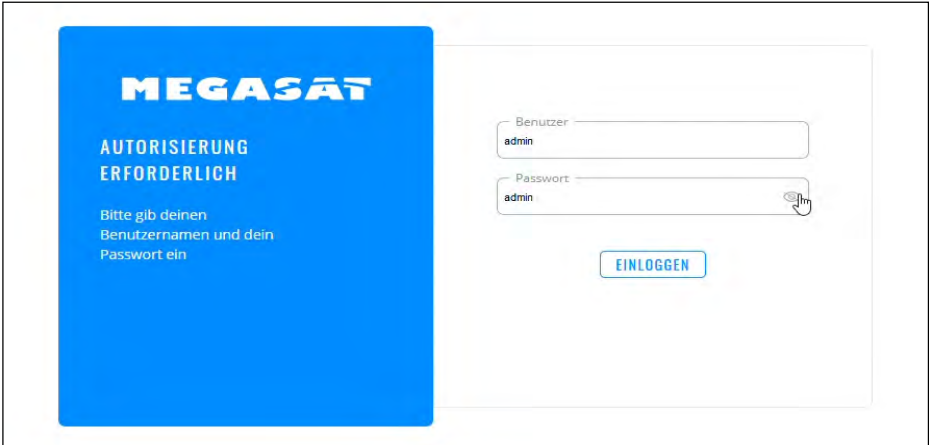 MEGASAT
AUTORISIERUNG
ERFORDERLICH
Bitte gib deinen
Benutzernamen und dein
Passwort ein
Benutzer
admin
Passwort
admin
EINLOGGEN